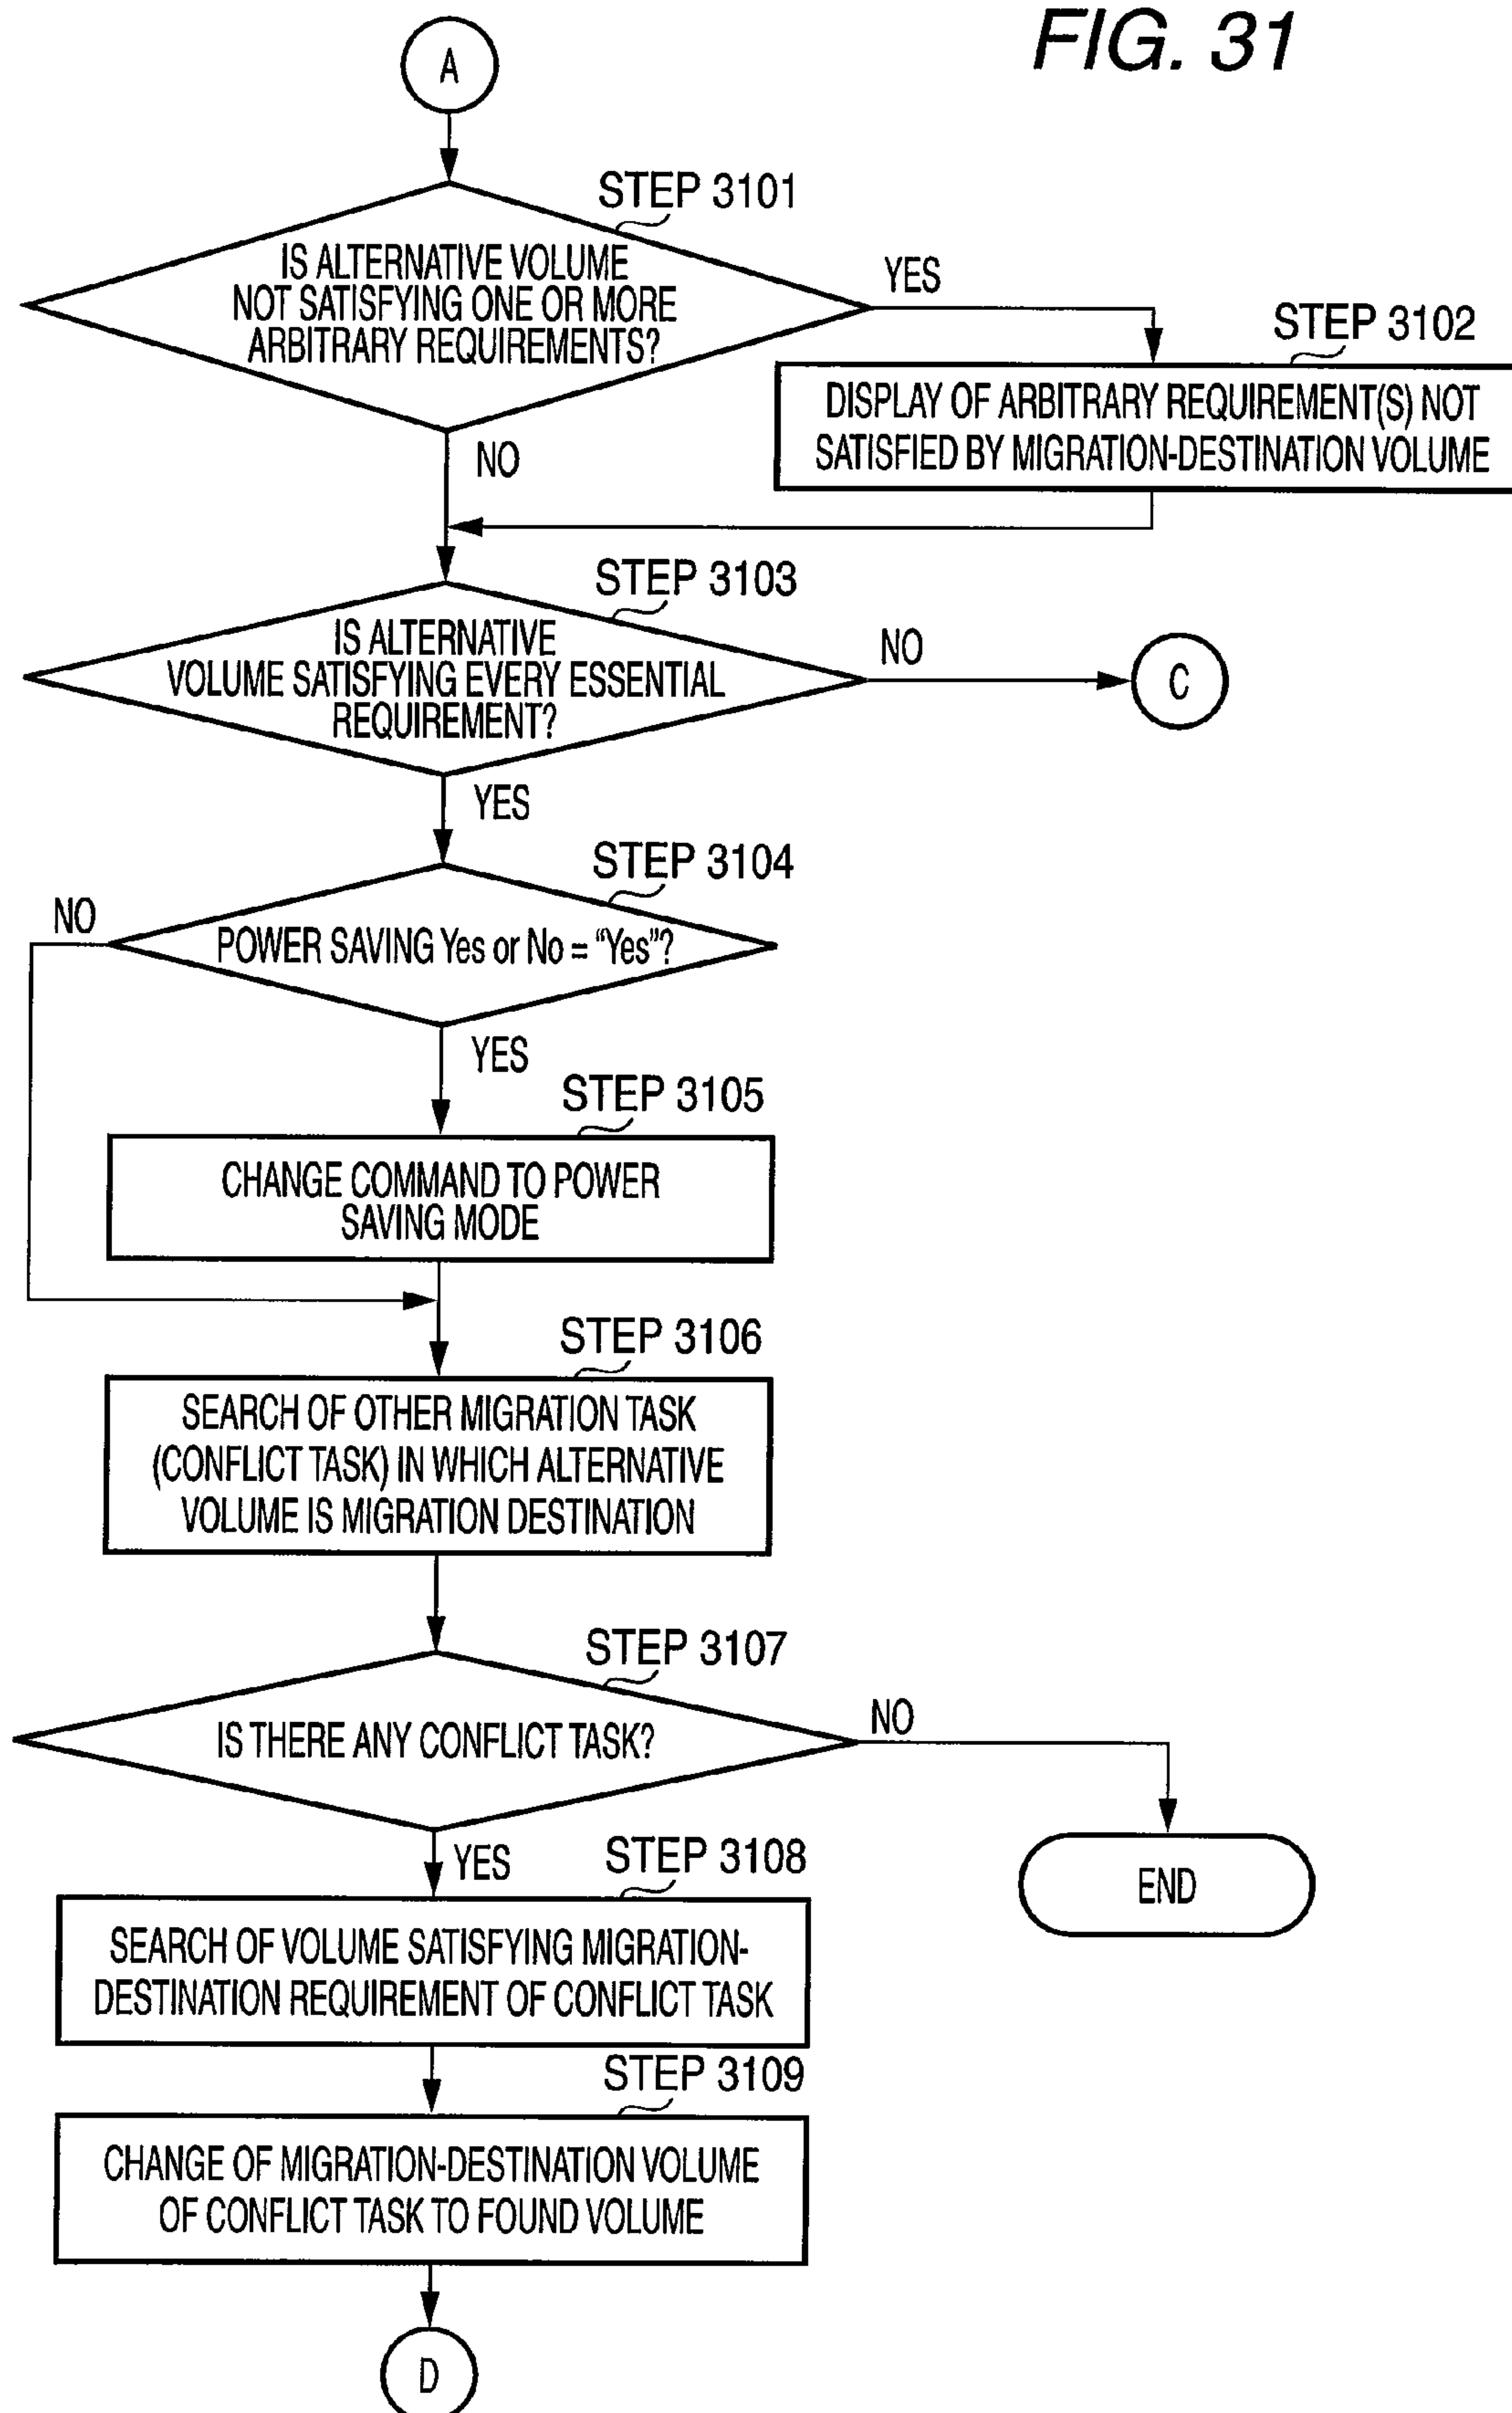 FIG. 31
A
STEP 3101
IS ALTERNATIVE VOLUME
NOT SATISFYING ONE OR MORE
ARBITRARY REQUIREMENTS?
YES
STEP 3102
DISPLAY OF ARBITRARY REQUIREMENT(S) NOT
SATISFIED BY MIGRATION-DESTINATION VOLUME
NO
STEP 3103
IS ALTERNATIVE
VOLUME SATISFYING EVERY ESSENTIAL
REQUIREMENT?
NO
C
YES
STEP 3104
NO
POWER SAVING Yes or No = “Yes”?
YES
STEP 3105
CHANGE COMMAND TO POWER
SAVING MODE
STEP 3106
SEARCH OF OTHER MIGRATION TASK
(CONFLICT TASK) IN WHICH ALTERNATIVE
VOLUME IS MIGRATION DESTINATION
STEP 3107
IS THERE ANY CONFLICT TASK?
NO
END
YES
STEP 3108
SEARCH OF VOLUME SATISFYING MIGRATION-
DESTINATION REQUIREMENT OF CONFLICT TASK
STEP 3109
CHANGE OF MIGRATION-DESTINATION VOLUME
OF CONFLICT TASK TO FOUND VOLUME
D